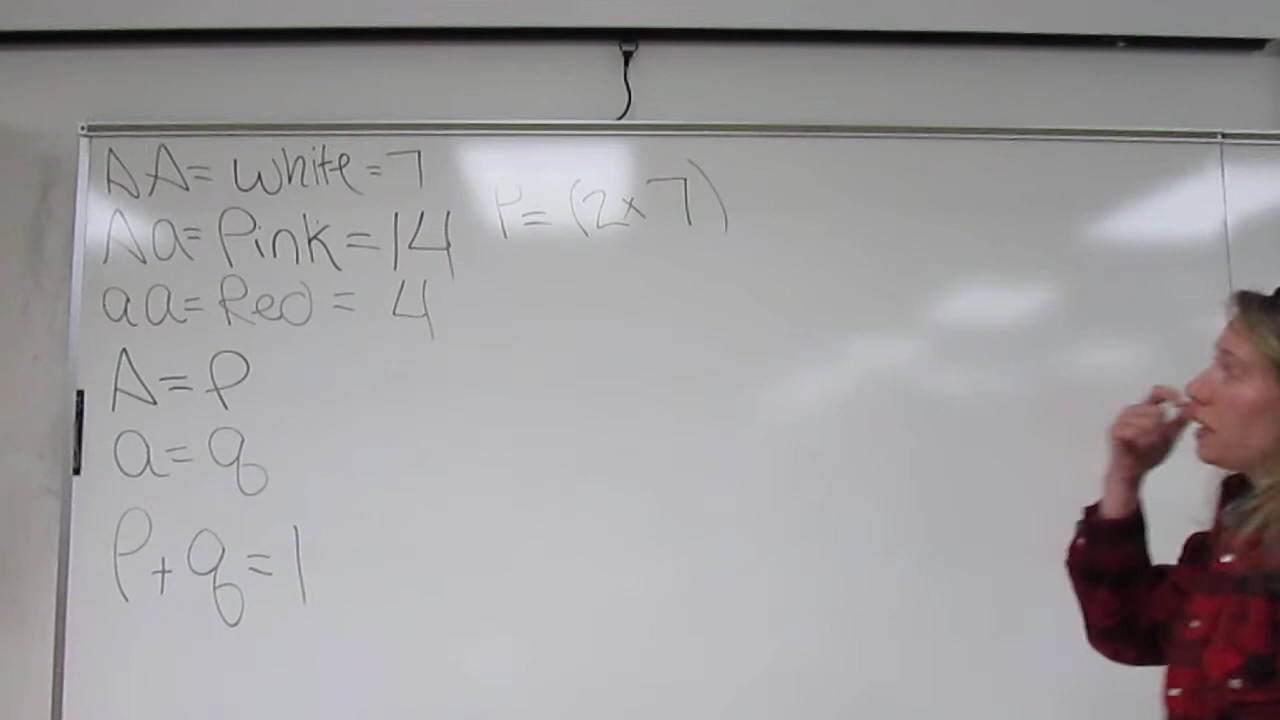 AA= White = 7
Aa= Pink = 14
aa= Red = 4
A = P
a = q
P + q = 1
P = (2 x 7)